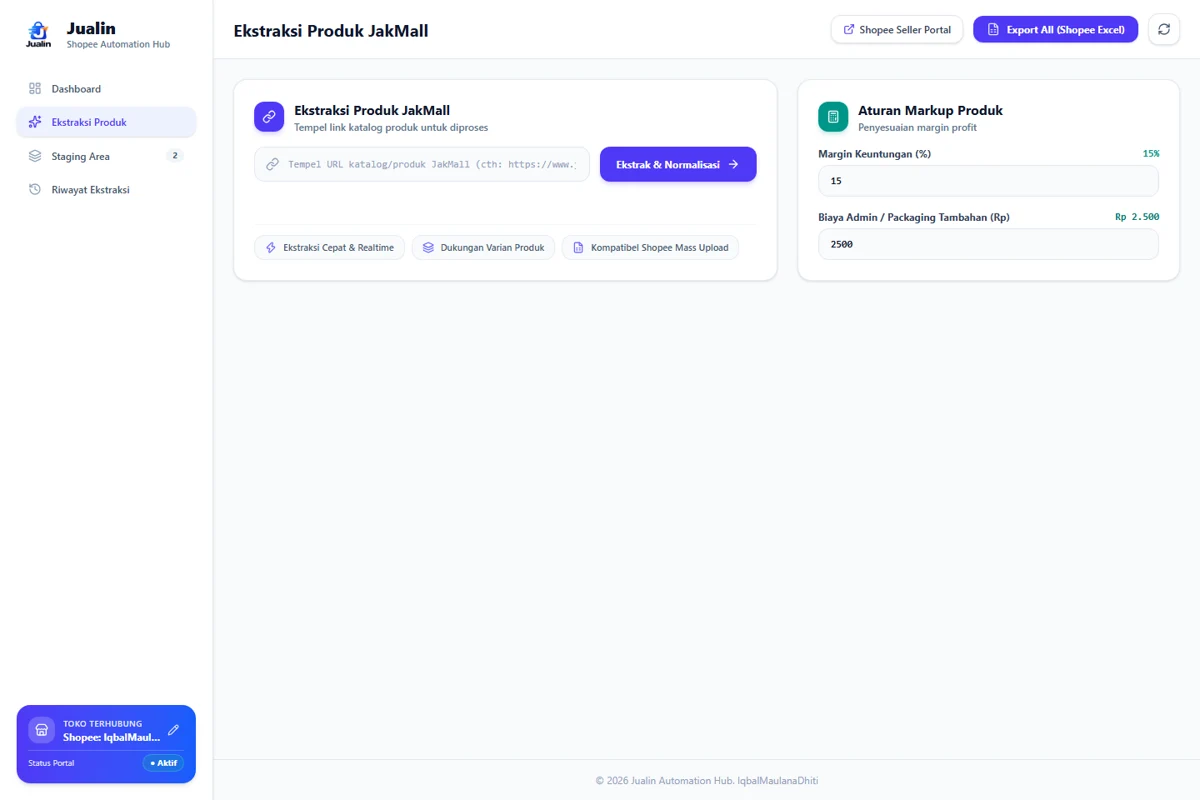 Jualin
Jualin
Shopee Automation Hub
Dashboard
Ekstraksi Produk
Staging Area 2
Riwayat Ekstraksi
TOKO TERHUBUNG
Shopee: IqbalMaul...
Status Portal
Aktif
Ekstraksi Produk JakMall
Shopee Seller Portal
Export All (Shopee Excel)
Ekstraksi Produk JakMall
Tempel link katalog produk untuk diproses
Tempel URL katalog/produk JakMall (cth: https://www.
Ekstrak & Normalisasi
Ekstraksi Cepat & Realtime
Dukungan Varian Produk
Kompatibel Shopee Mass Upload
Aturan Markup Produk
Penyesuaian margin profit
Margin Keuntungan (%) 15%
15
Biaya Admin / Packaging Tambahan (Rp) Rp 2.500
2500
© 2026 Jualin Automation Hub. IqbalMaulanaDhiti